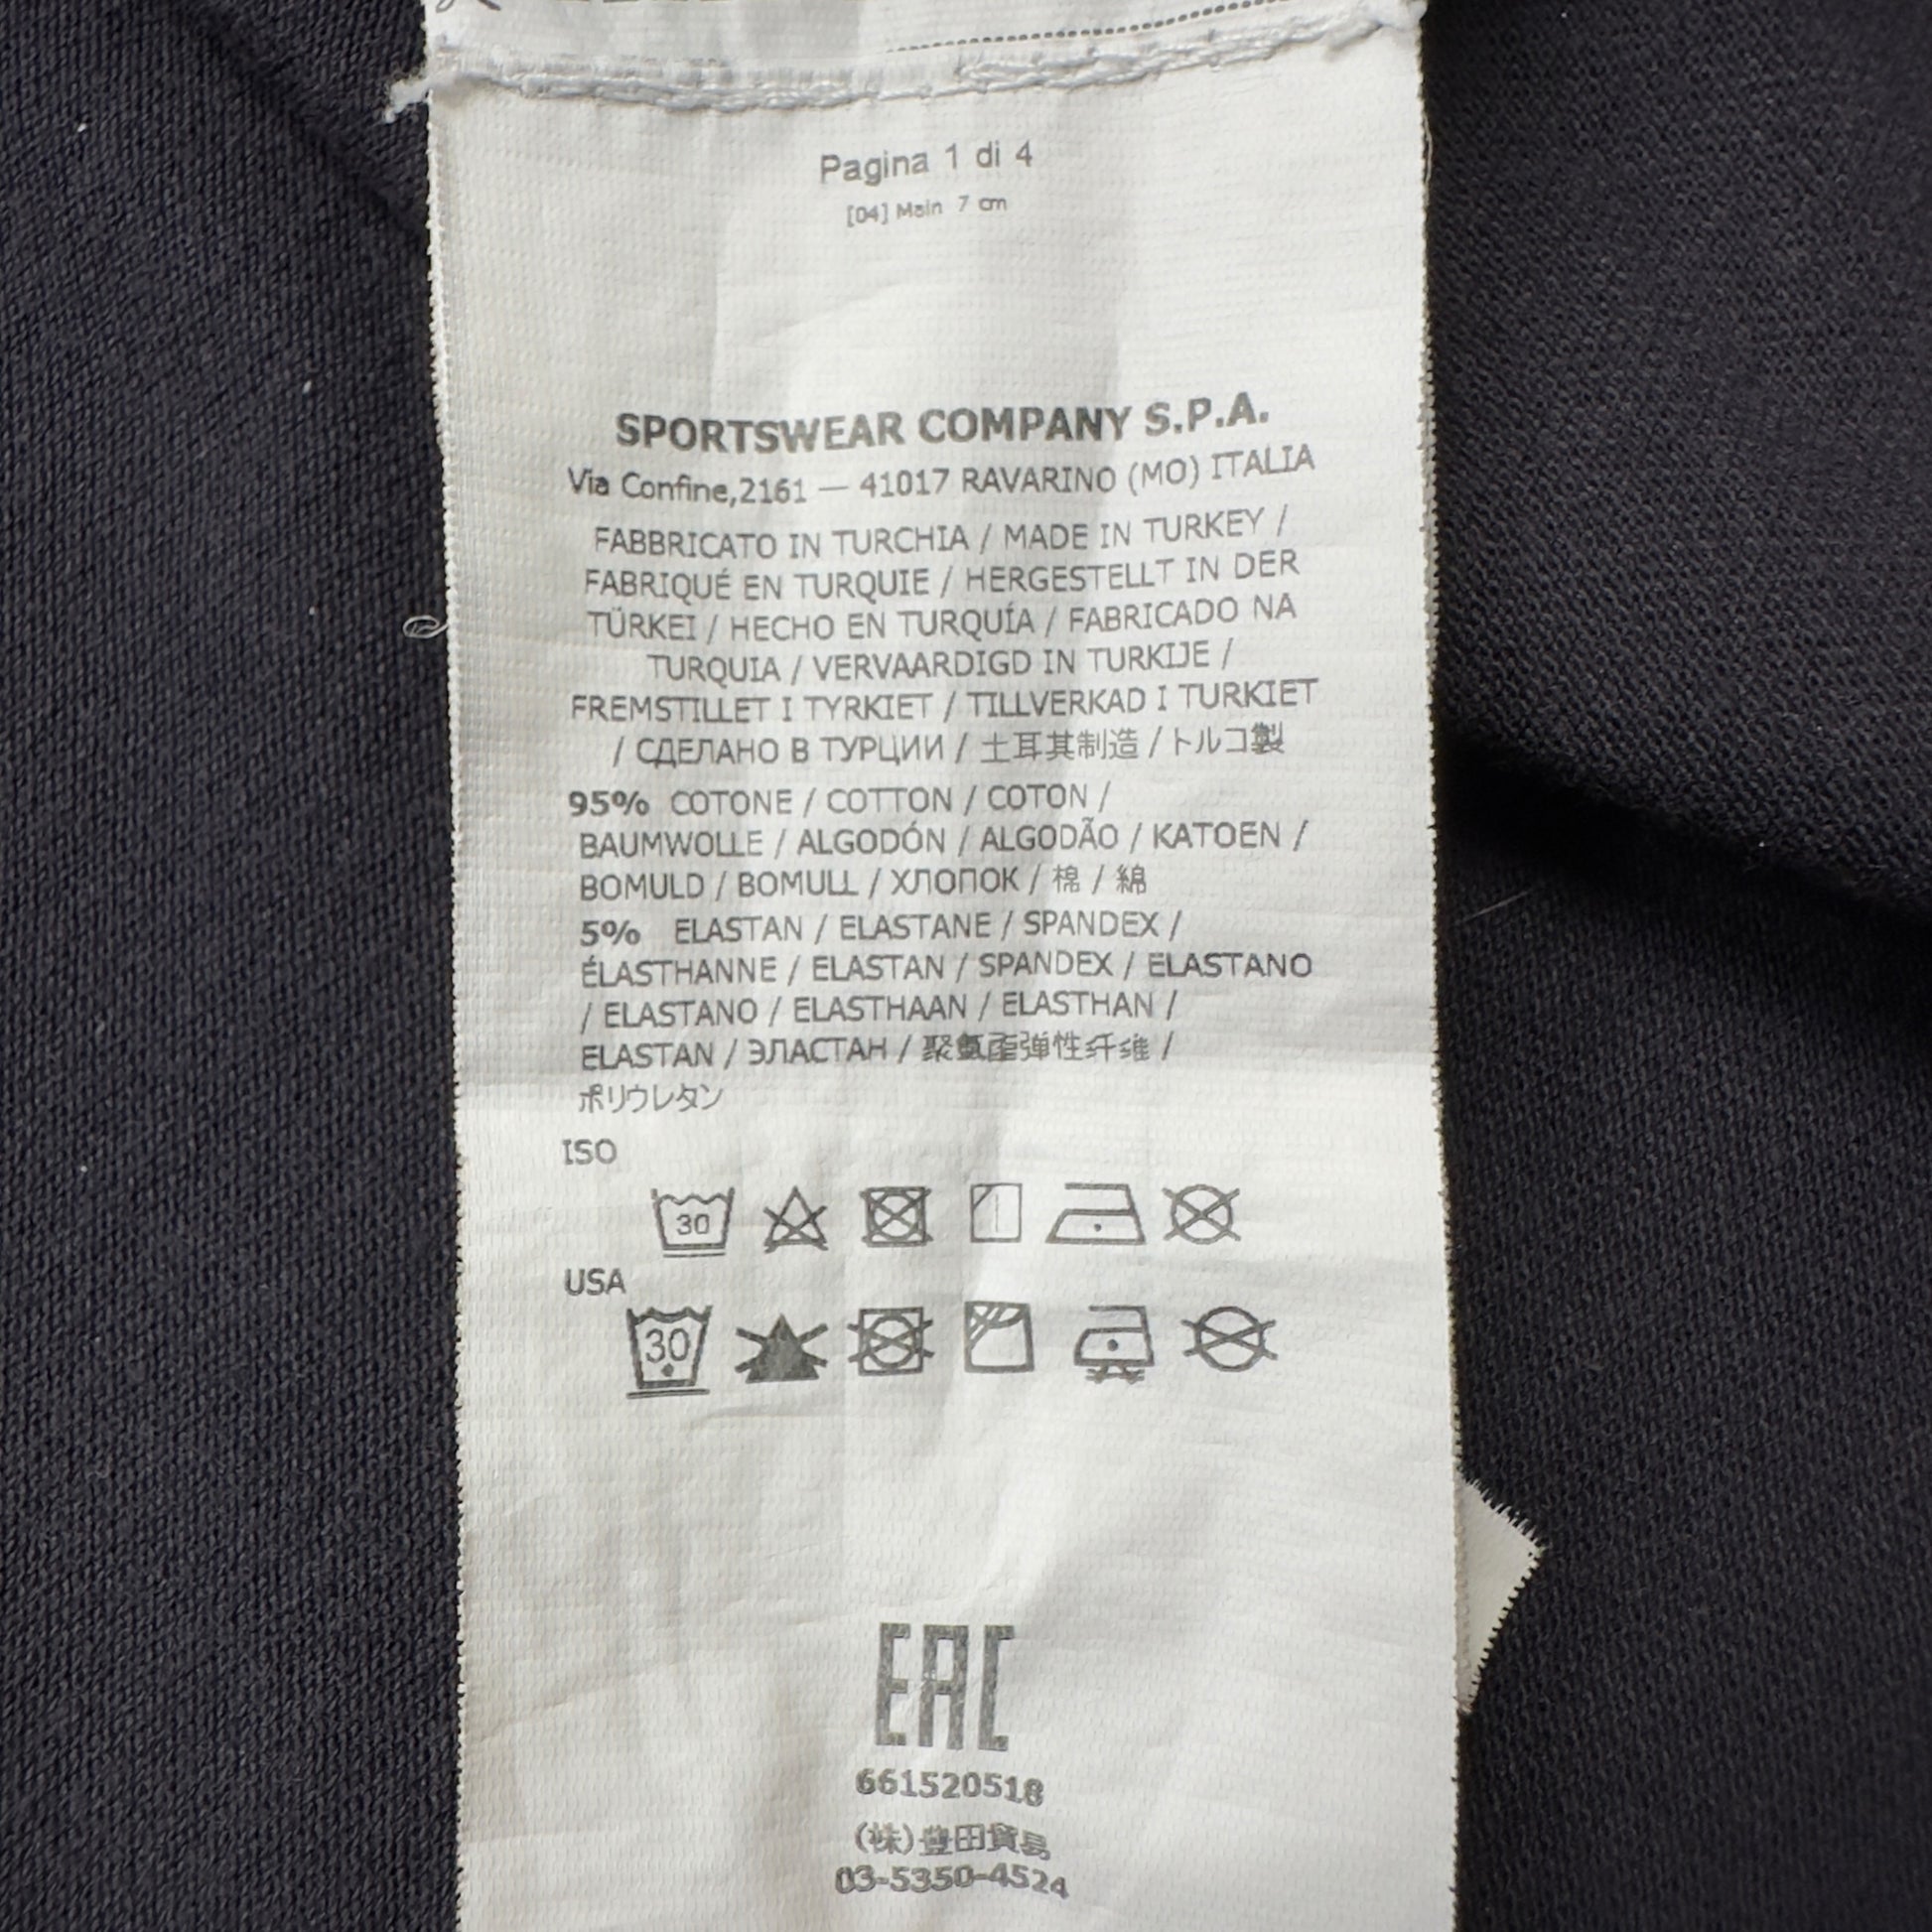 Pagina 1 di 4
[04] Main 7 cm
SPORTSWEAR COMPANY S.P.A.
Via Confine,2161 — 41017 RAVARINO (MO) ITALIA
FABBRICATO IN TURCHIA / MADE IN TURKEY /
FABRIQUÉ EN TURQUIE / HERGESTELLT IN DER
TÜRKEI / HECHO EN TURQUÍA / FABRICADO NA
TURQUIA / VERVAARDIGD IN TURKIJE /
FREMSTILLET I TYRKIET / TILLVERKAD I TURKIET
/ СДЕЛАНО В ТУРЦИИ / 土耳其制造 / トルコ製
95% COTONE / COTTON / COTON /
BAUMWOLLE / ALGODÓN / ALGODÃO / KATOEN /
BOMULD / BOMULL / ХЛОПОК / 棉 / 綿
5% ELASTAN / ELASTANE / SPANDEX /
ÉLASTHANNE / ELASTAN / SPANDEX / ELASTANO
/ ELASTANO / ELASTHAAN / ELASTHAN /
ELASTAN / ЭЛАСТАН / 聚氨酯弹性纤维 /
ポリウレタン
ISO
30
USA
30
EAC
661520518
(株)豊田貿易
03-5350-4524